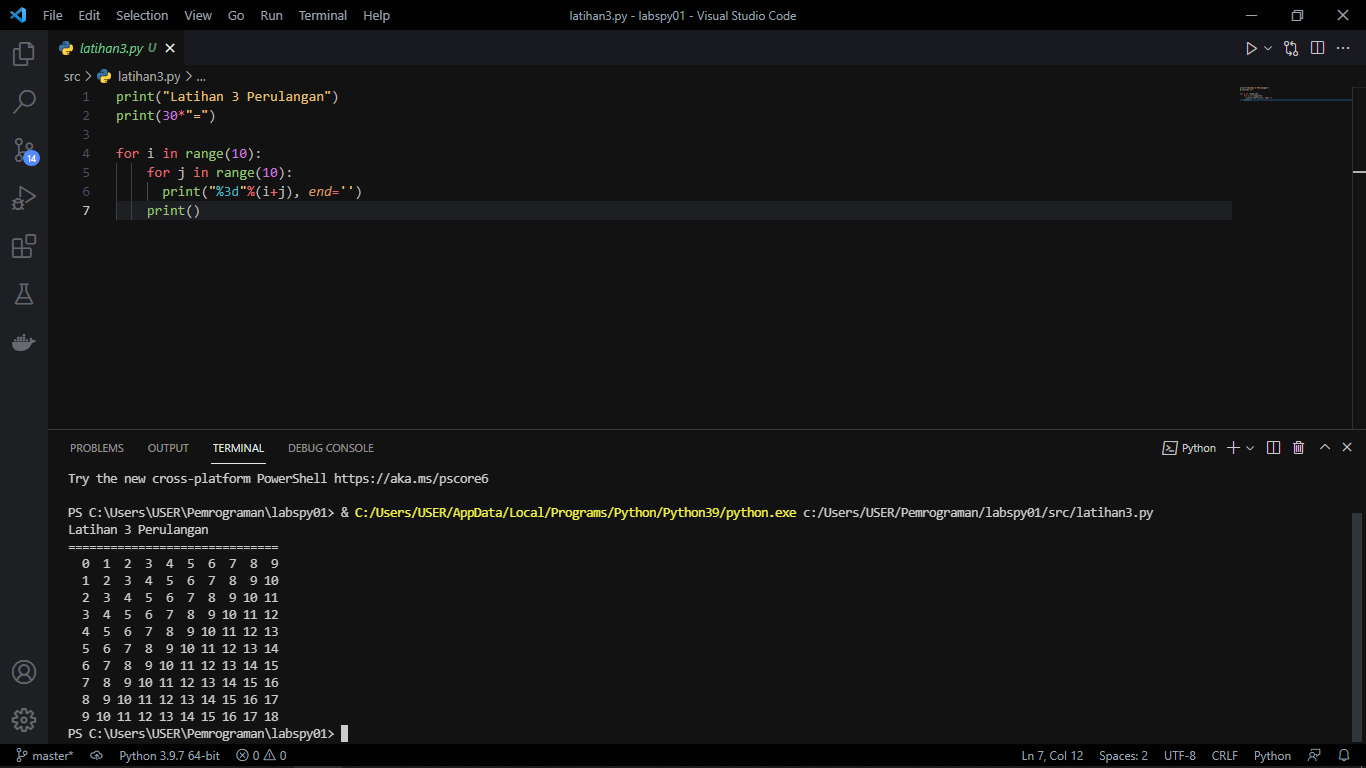 File Edit Selection View Go Run Terminal Help latihan3.py - labspy01 - Visual Studio Code
latihan3.py U
src > latihan3.py > ...
1 print("Latihan 3 Perulangan")
2 print(30*"=")
3
4 for i in range(10):
5     for j in range(10):
6       print("%3d"%(i+j), end='')
7     print()
14
PROBLEMS OUTPUT TERMINAL DEBUG CONSOLE Python
Try the new cross-platform PowerShell https://aka.ms/pscore6
PS C:\Users\USER\Pemrograman\labspy01> & C:/Users/USER/AppData/Local/Programs/Python/Python39/python.exe c:/Users/USER/Pemrograman/labspy01/src/latihan3.py
Latihan 3 Perulangan
==============================
  0  1  2  3  4  5  6  7  8  9
  1  2  3  4  5  6  7  8  9 10
  2  3  4  5  6  7  8  9 10 11
  3  4  5  6  7  8  9 10 11 12
  4  5  6  7  8  9 10 11 12 13
  5  6  7  8  9 10 11 12 13 14
  6  7  8  9 10 11 12 13 14 15
  7  8  9 10 11 12 13 14 15 16
  8  9 10 11 12 13 14 15 16 17
  9 10 11 12 13 14 15 16 17 18
PS C:\Users\USER\Pemrograman\labspy01>
master* Python 3.9.7 64-bit 0 0 Ln 7, Col 12 Spaces: 2 UTF-8 CRLF Python